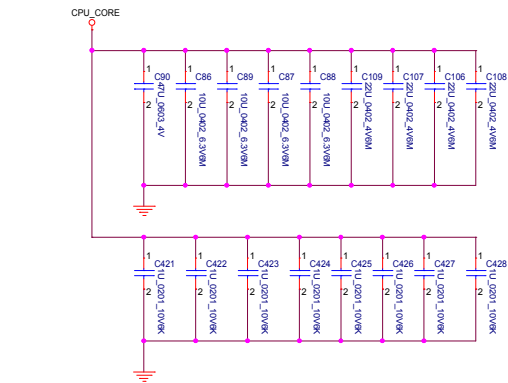 CPU_CORE
1 C90 1 C86 1 C89 1 C87 1 C88 1 C109 1 C107 1 C106 1 C108
47U_0603_4V 10U_0402_6.3V6M 10U_0402_6.3V6M 10U_0402_6.3V6M 10U_0402_6.3V6M 22U_0402_4V6M 22U_0402_4V6M 22U_0402_4V6M 22U_0402_4V6M
2 2 2 2 2 2 2 2 2
1 C421 1 C422 1 C423 1 C424 1 C425 1 C426 1 C427 1 C428
1U_0201_10V6K 1U_0201_10V6K 1U_0201_10V6K 1U_0201_10V6K 1U_0201_10V6K 1U_0201_10V6K 1U_0201_10V6K 1U_0201_10V6K
2 2 2 2 2 2 2 2